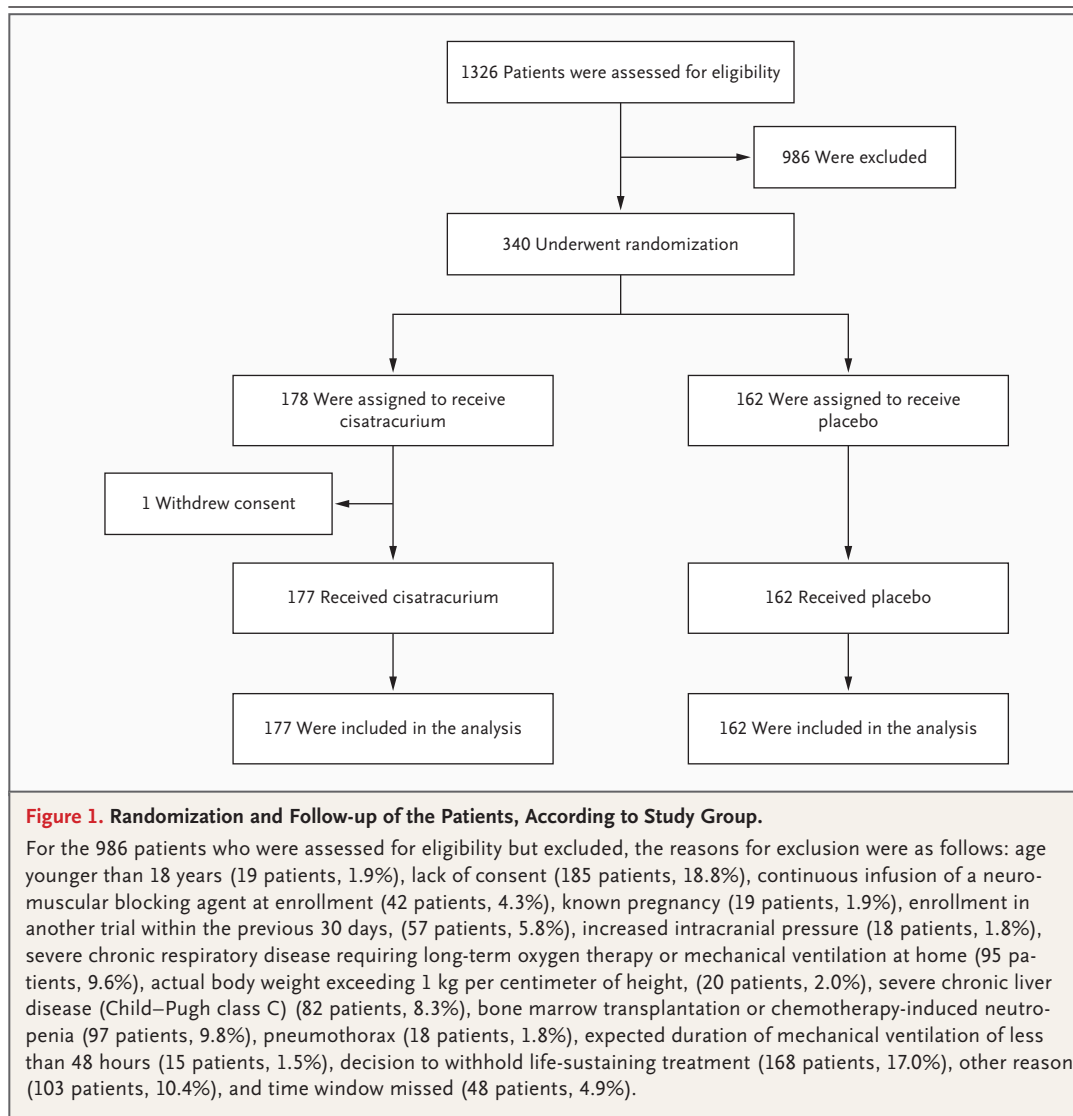 1326 Patients were assessed for eligibility
986 Were excluded
340 Underwent randomization
178 Were assigned to receive
cisatracurium
162 Were assigned to receive
placebo
1 Withdrew consent
177 Received cisatracurium
162 Received placebo
177 Were included in the analysis
162 Were included in the analysis
Figure 1. Randomization and Follow-up of the Patients, According to Study Group.
For the 986 patients who were assessed for eligibility but excluded, the reasons for exclusion were as follows: age
younger than 18 years (19 patients, 1.9%), lack of consent (185 patients, 18.8%), continuous infusion of a neuro-
muscular blocking agent at enrollment (42 patients, 4.3%), known pregnancy (19 patients, 1.9%), enrollment in
another trial within the previous 30 days, (57 patients, 5.8%), increased intracranial pressure (18 patients, 1.8%),
severe chronic respiratory disease requiring long-term oxygen therapy or mechanical ventilation at home (95 pa-
tients, 9.6%), actual body weight exceeding 1 kg per centimeter of height, (20 patients, 2.0%), severe chronic liver
disease (Child–Pugh class C) (82 patients, 8.3%), bone marrow transplantation or chemotherapy-induced neutro-
penia (97 patients, 9.8%), pneumothorax (18 patients, 1.8%), expected duration of mechanical ventilation of less
than 48 hours (15 patients, 1.5%), decision to withhold life-sustaining treatment (168 patients, 17.0%), other reason
(103 patients, 10.4%), and time window missed (48 patients, 4.9%).